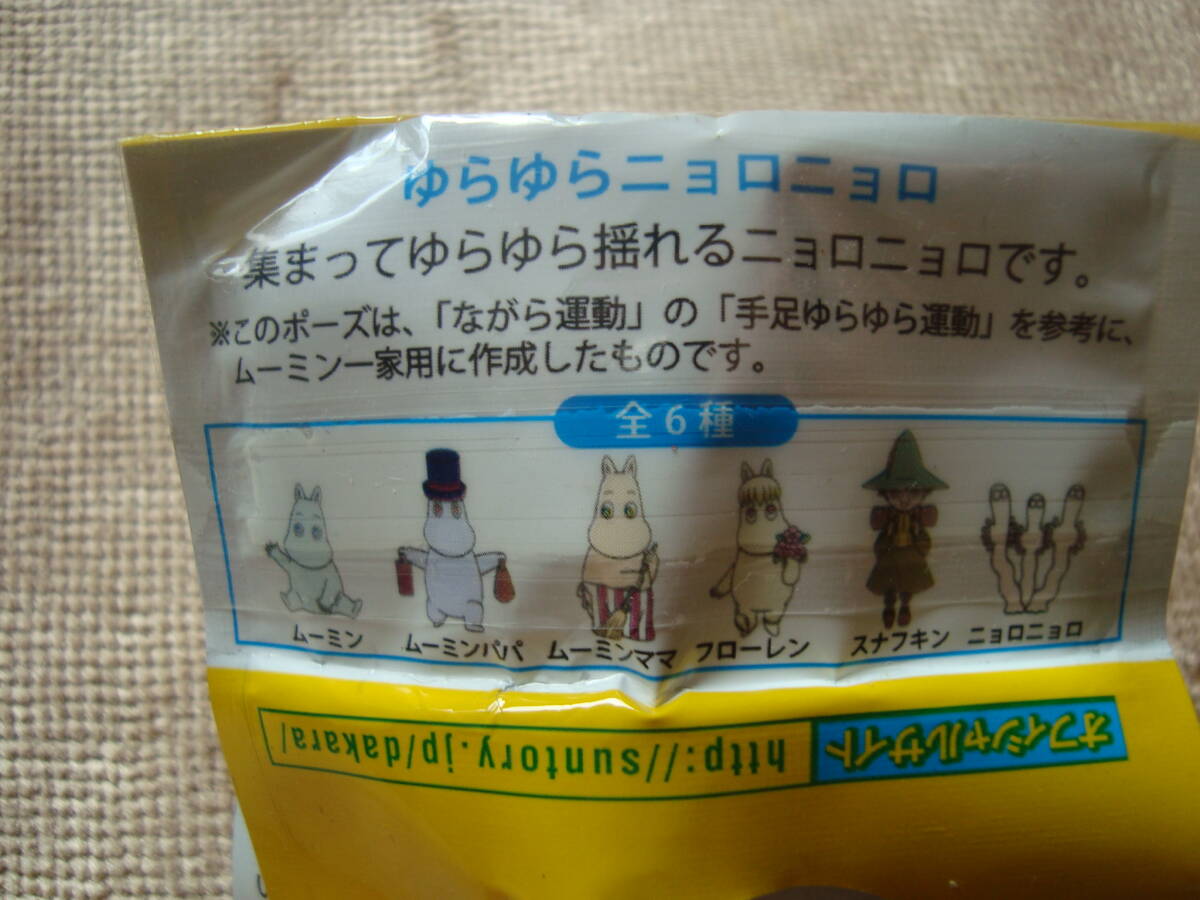 ゆらゆらニョロニョロ
集まってゆらゆら揺れるニョロニョロです。
※このポーズは、「ながら運動」の「手足ゆらゆら運動」を参考に、
ムーミン一家用に作成したものです。
全6種
ムーミン ムーミンパパ ムーミンママ フローレン スナフキン ニョロニョロ
オフィシャルサイト http://suntory.jp/dakara/